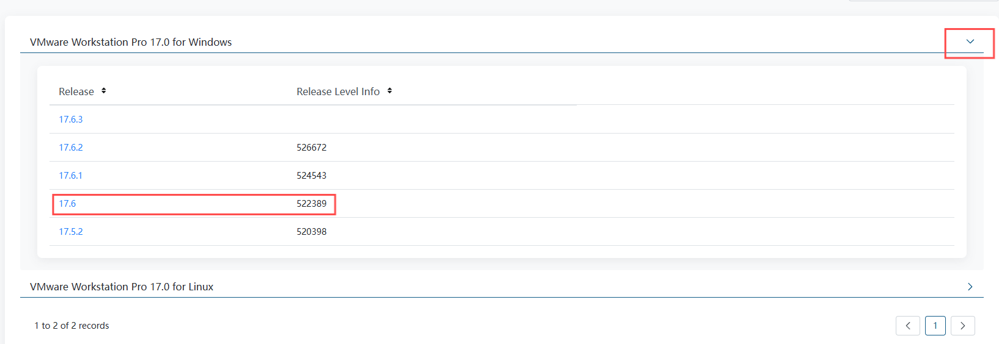 VMware Workstation Pro 17.0 for Windows
Release Release Level Info
17.6.3
17.6.2 526672
17.6.1 524543
17.6 522389
17.5.2 520398
VMware Workstation Pro 17.0 for Linux
1 to 2 of 2 records 1